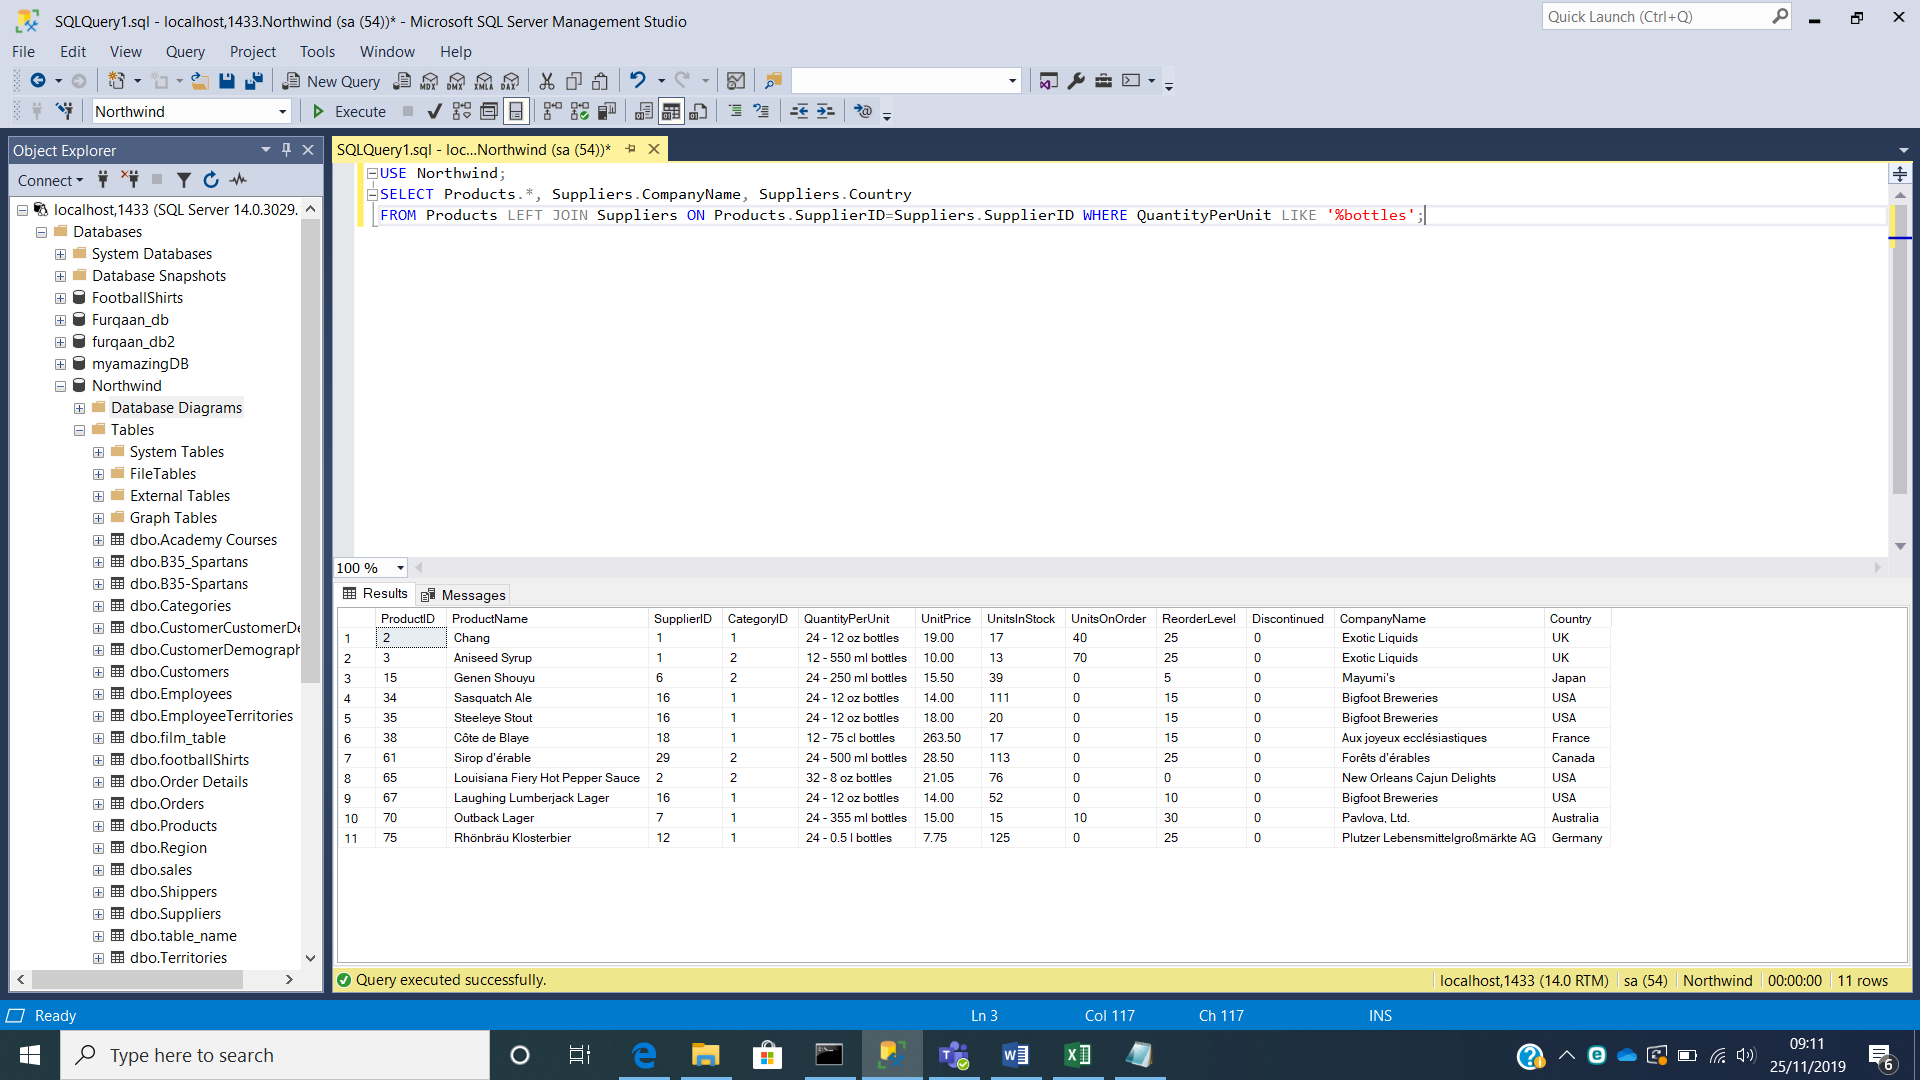 SQLQuery1.sql - localhost,1433.Northwind (sa (54))* - Microsoft SQL Server Management Studio
Quick Launch (Ctrl+Q)
File Edit View Query Project Tools Window Help
New Query MDX DMX XMLA DAX
Northwind Execute
Object Explorer
Connect
localhost,1433 (SQL Server 14.0.3029.
Databases
System Databases
Database Snapshots
FootballShirts
Furqaan_db
furqaan_db2
myamazingDB
Northwind
Database Diagrams
Tables
System Tables
FileTables
External Tables
Graph Tables
dbo.Academy Courses
dbo.B35_Spartans
dbo.B35-Spartans
dbo.Categories
dbo.CustomerCustomerDe
dbo.CustomerDemograph
dbo.Customers
dbo.Employees
dbo.EmployeeTerritories
dbo.film_table
dbo.footballShirts
dbo.Order Details
dbo.Orders
dbo.Products
dbo.Region
dbo.sales
dbo.Shippers
dbo.Suppliers
dbo.table_name
dbo.Territories
SQLQuery1.sql - loc...Northwind (sa (54))*
USE Northwind;
SELECT Products.*, Suppliers.CompanyName, Suppliers.Country
FROM Products LEFT JOIN Suppliers ON Products.SupplierID=Suppliers.SupplierID WHERE QuantityPerUnit LIKE '%bottles';
100 %
Results Messages
ProductID ProductName SupplierID CategoryID QuantityPerUnit UnitPrice UnitsInStock UnitsOnOrder ReorderLevel Discontinued CompanyName Country
1 2 Chang 1 1 24 - 12 oz bottles 19.00 17 40 25 0 Exotic Liquids UK
2 3 Aniseed Syrup 1 2 12 - 550 ml bottles 10.00 13 70 25 0 Exotic Liquids UK
3 15 Genen Shouyu 6 2 24 - 250 ml bottles 15.50 39 0 5 0 Mayumi's Japan
4 34 Sasquatch Ale 16 1 24 - 12 oz bottles 14.00 111 0 15 0 Bigfoot Breweries USA
5 35 Steeleye Stout 16 1 24 - 12 oz bottles 18.00 20 0 15 0 Bigfoot Breweries USA
6 38 Côte de Blaye 18 1 12 - 75 cl bottles 263.50 17 0 15 0 Aux joyeux ecclésiastiques France
7 61 Sirop d'érable 29 2 24 - 500 ml bottles 28.50 113 0 25 0 Forêts d'érables Canada
8 65 Louisiana Fiery Hot Pepper Sauce 2 2 32 - 8 oz bottles 21.05 76 0 0 0 New Orleans Cajun Delights USA
9 67 Laughing Lumberjack Lager 16 1 24 - 12 oz bottles 14.00 52 0 10 0 Bigfoot Breweries USA
10 70 Outback Lager 7 1 24 - 355 ml bottles 15.00 15 10 30 0 Pavlova, Ltd. Australia
11 75 Rhönbräu Klosterbier 12 1 24 - 0.5 l bottles 7.75 125 0 25 0 Plutzer Lebensmittelgroßmärkte AG Germany
Query executed successfully. localhost,1433 (14.0 RTM) sa (54) Northwind 00:00:00 11 rows
Ready Ln 3 Col 117 Ch 117 INS
Type here to search
09:11
25/11/2019
6